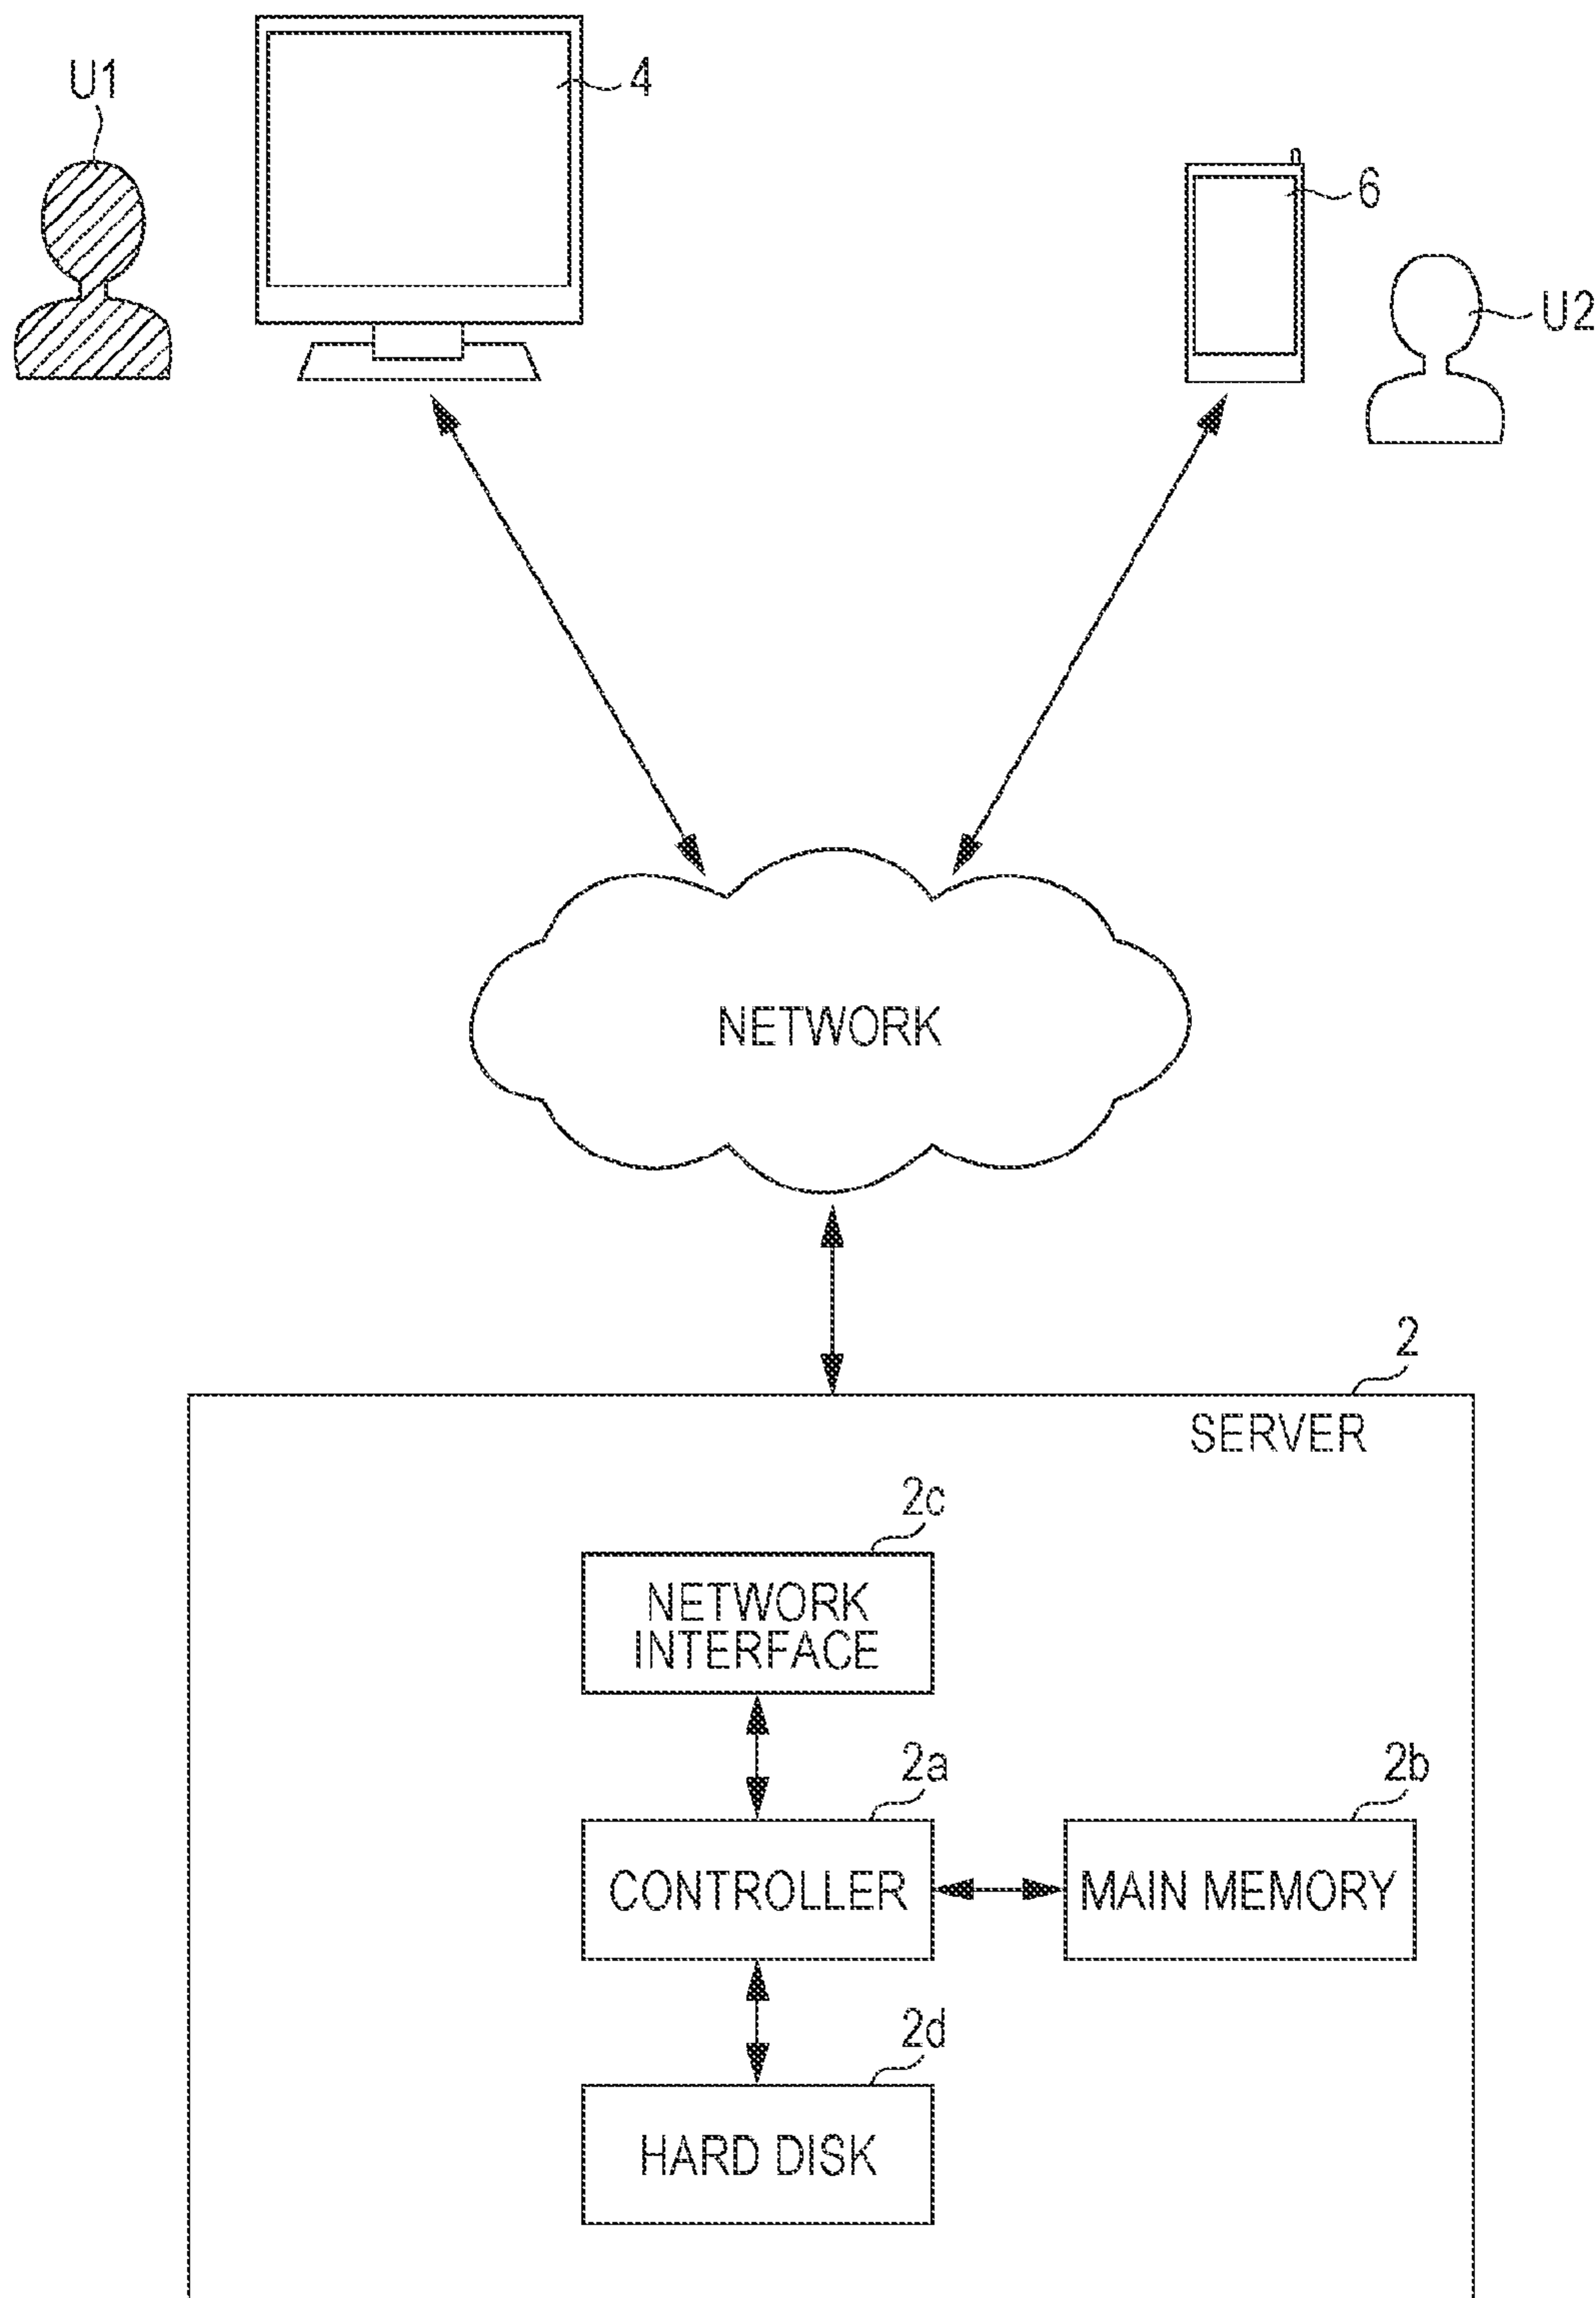 U1
4
6
U2
NETWORK
2
SERVER
2c
NETWORK
INTERFACE
2a
2b
CONTROLLER
MAIN MEMORY
2d
HARD DISK